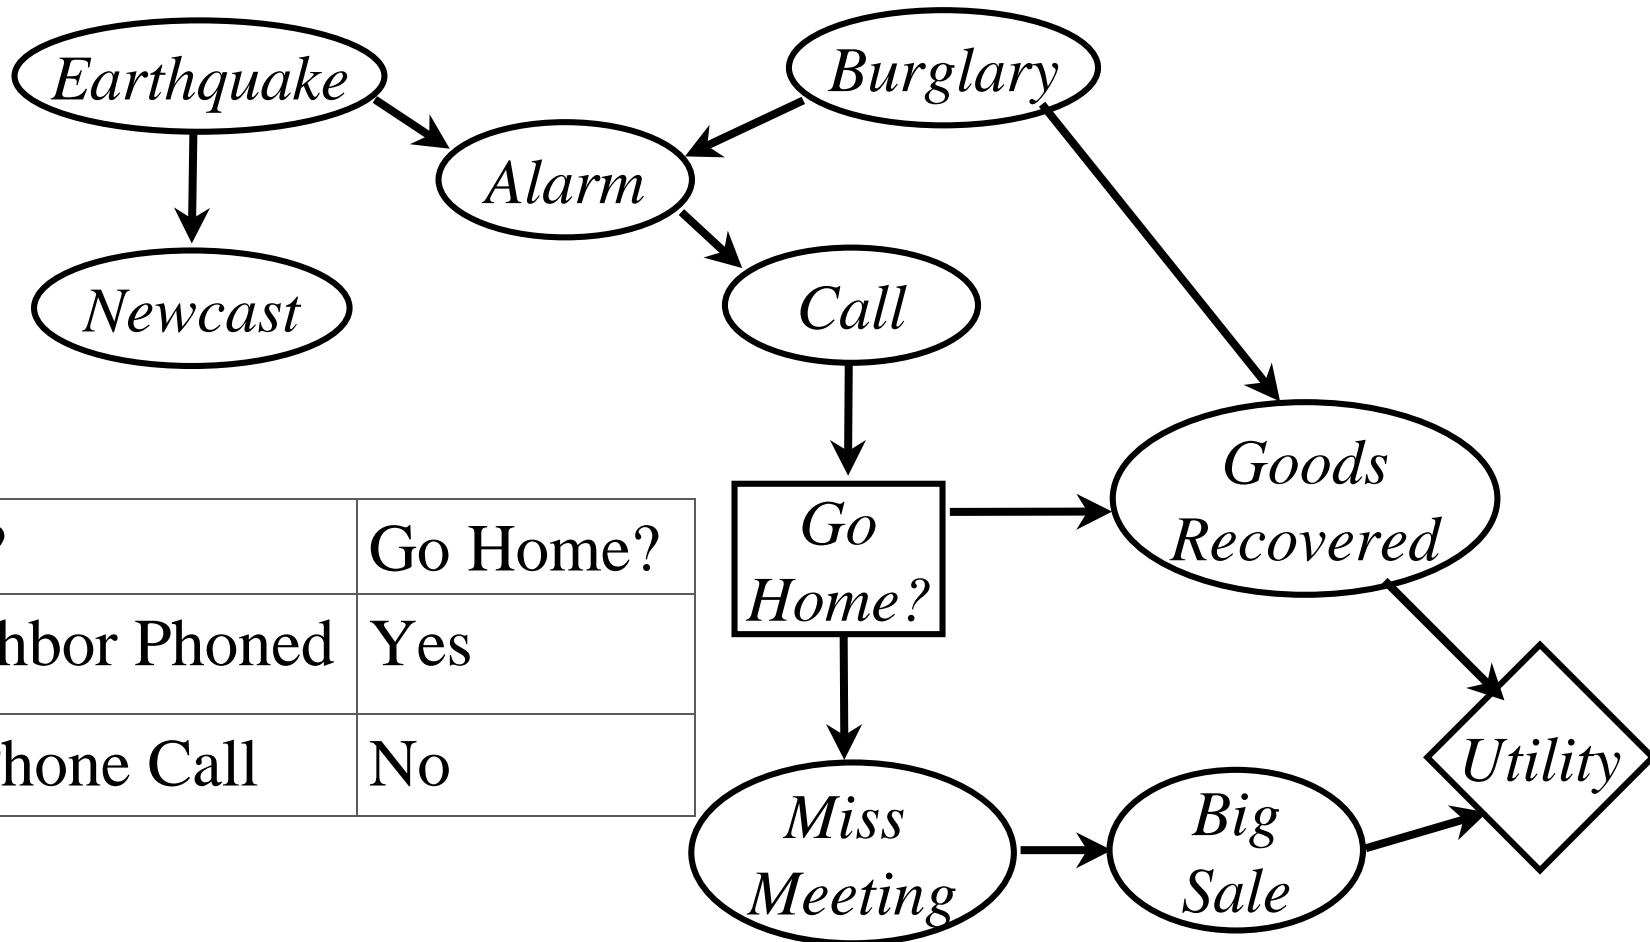 Earthquake
Burglary
Alarm
Newcast
Call
Goods
Recovered
Go
Home?
? Go Home?
hbor Phoned Yes
hone Call No
Utility
Miss
Meeting
Big
Sale